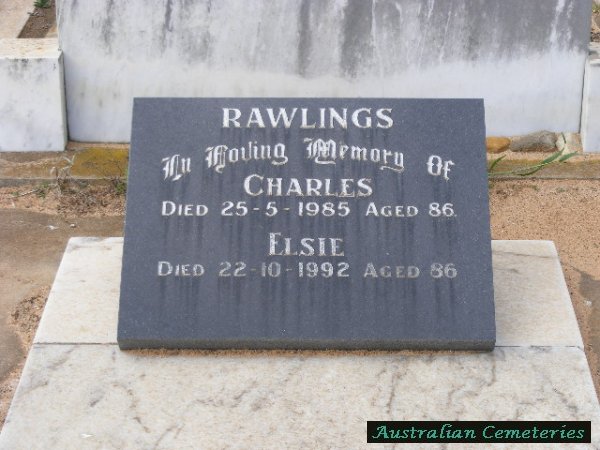 RAWLINGS
In Loving Memory Of
CHARLES
DIED 25-5-1985 AGED 86
ELSIE
DIED 22-10-1992 AGED 86
Australian Cemeteries